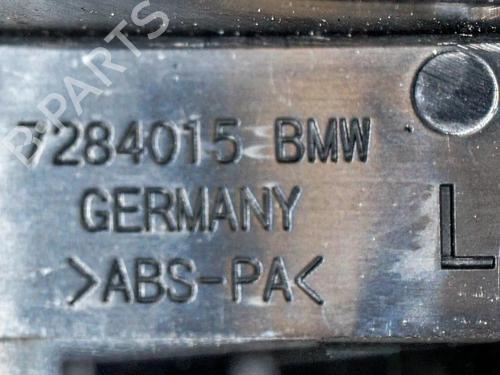 B-PARTS
7284015 BMW
GERMANY
>ABS-PA<
L